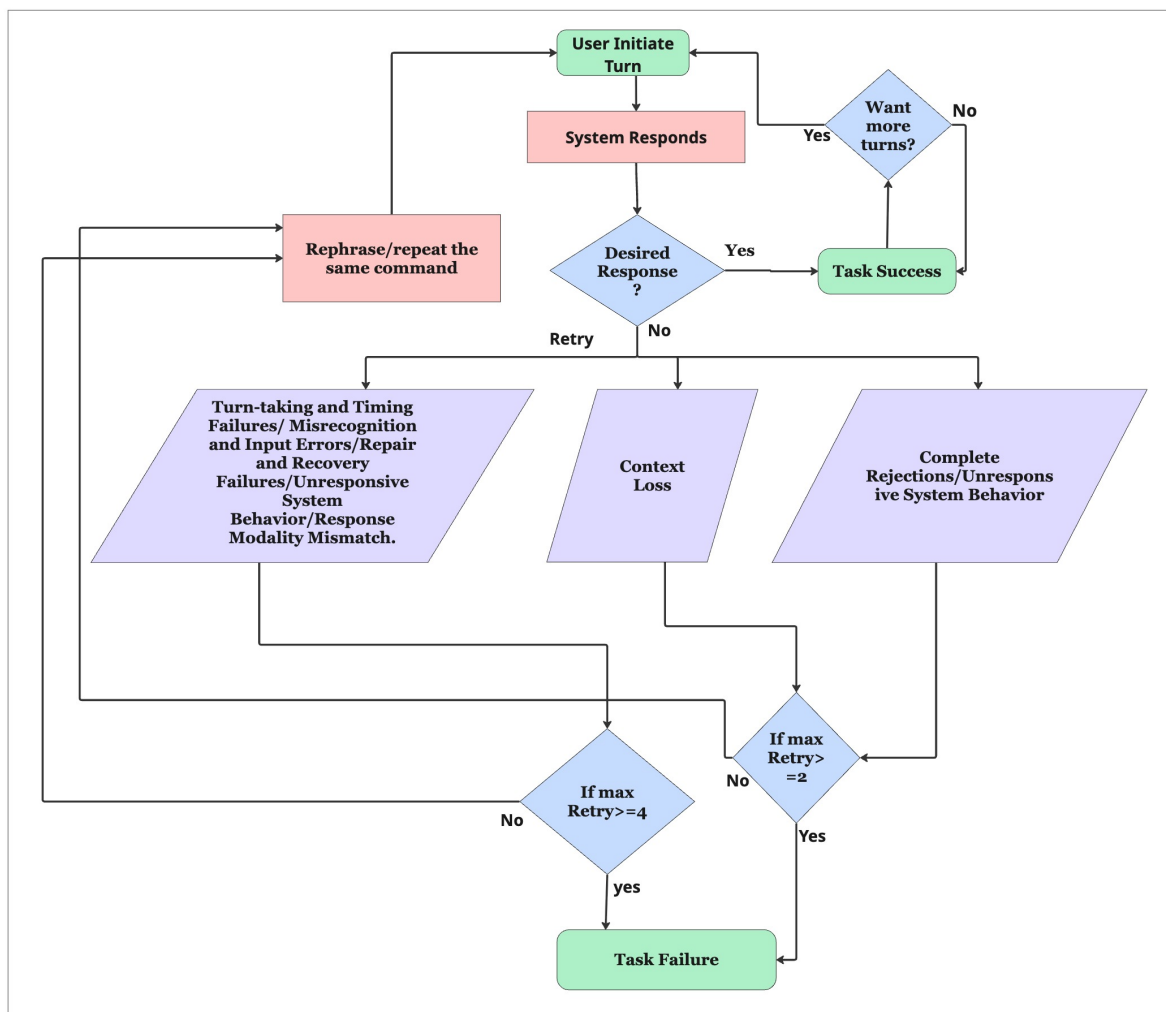 User Initiate
Turn
Want
more
turns?
No
Yes
System Responds
Rephrase/repeat the
same command
Desired
Response
?
Yes
Task Success
No
Retry
Turn-taking and Timing
Failures/ Misrecognition
and Input Errors/Repair
and Recovery
Failures/Unresponsive
System
Behavior/Response
Modality Mismatch.
Context
Loss
Complete
Rejections/Unrespons
ive System Behavior
If max
Retry>
=2
No
Yes
If max
Retry>=4
No
yes
Task Failure